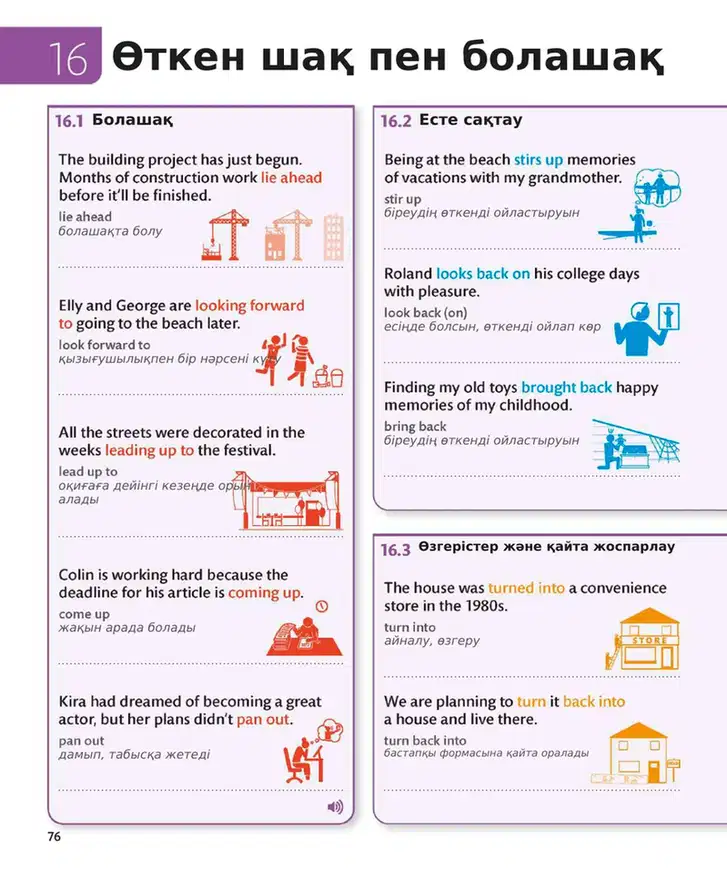 16 Өткен шақ пен болашақ
16.1 Болашақ
The building project has just begun.
Months of construction work lie ahead
before it'll be finished.
lie ahead
болашақта болу
Elly and George are looking forward
to going to the beach later.
look forward to
қызығушылықпен бір нәрсені күту
All the streets were decorated in the
weeks leading up to the festival.
lead up to
оқиғаға дейінгі кезеңде орын
алады
Colin is working hard because the
deadline for his article is coming up.
come up
жақын арада болады
Kira had dreamed of becoming a great
actor, but her plans didn't pan out.
pan out
дамып, табысқа жетеді
16.2 Есте сақтау
Being at the beach stirs up memories
of vacations with my grandmother.
stir up
біреудің өткенді ойластыруын
Roland looks back on his college days
with pleasure.
look back (on)
есіңде болсын, өткенді ойлап көр
Finding my old toys brought back happy
memories of my childhood.
bring back
біреудің өткенді ойластыруын
16.3 Өзгерістер және қайта жоспарлау
The house was turned into a convenience
store in the 1980s.
turn into
айналу, өзгеру
STORE
We are planning to turn it back into
a house and live there.
turn back into
бастапқы формасына қайта оралады
76